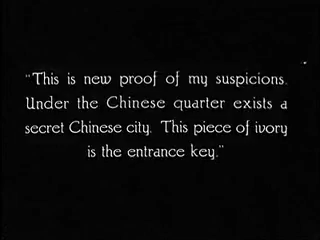 "This is new proof of my suspicions.
Under the Chinese quarter exists a
secret Chinese city. This piece of ivory
is the entrance key."